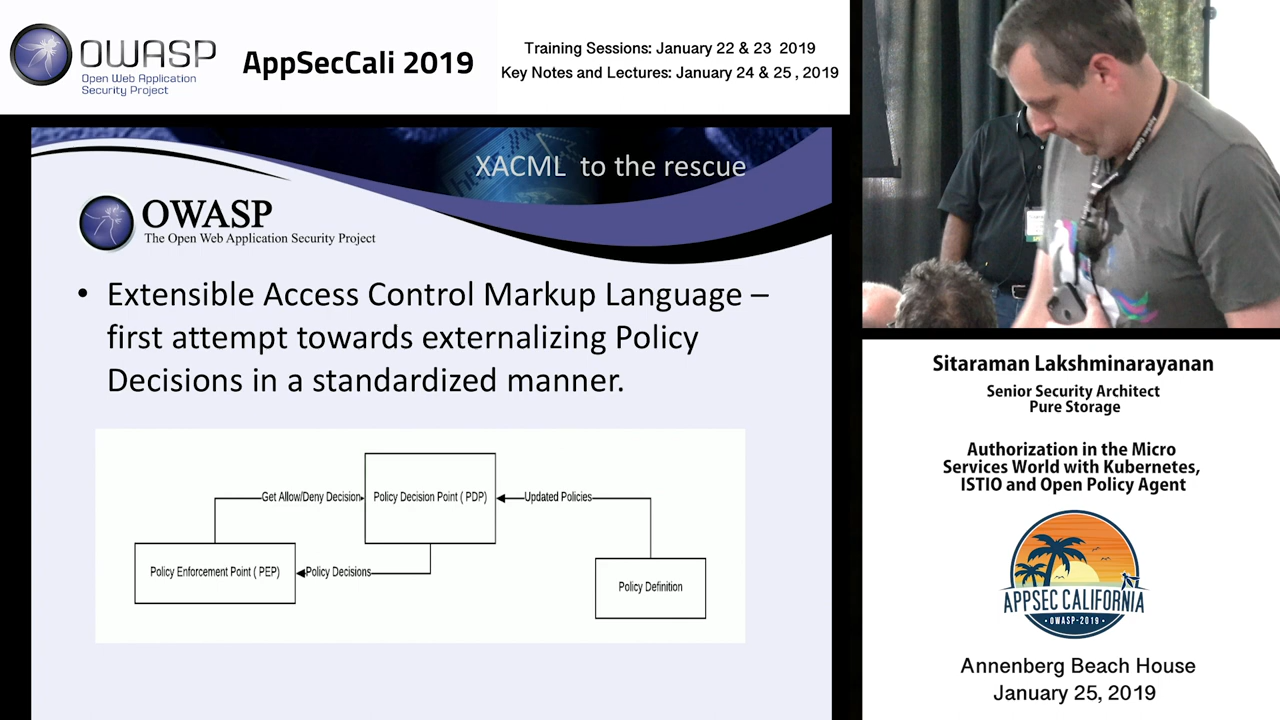 OWASP
Open Web Application
Security Project
AppSecCali 2019
Training Sessions: January 22 & 23 2019
Key Notes and Lectures: January 24 & 25 , 2019
XACML to the rescue
OWASP
The Open Web Application Security Project
• Extensible Access Control Markup Language –
first attempt towards externalizing Policy
Decisions in a standardized manner.
Get Allow/Deny Decision
Policy Decision Point ( PDP)
Updated Policies
Policy Enforcement Point ( PEP)
Policy Decisions
Policy Definition
Sitaraman Lakshminarayanan
Senior Security Architect
Pure Storage
Authorization in the Micro
Services World with Kubernetes,
ISTIO and Open Policy Agent
APPSEC CALIFORNIA
• OWASP-2019 •
Annenberg Beach House
January 25, 2019